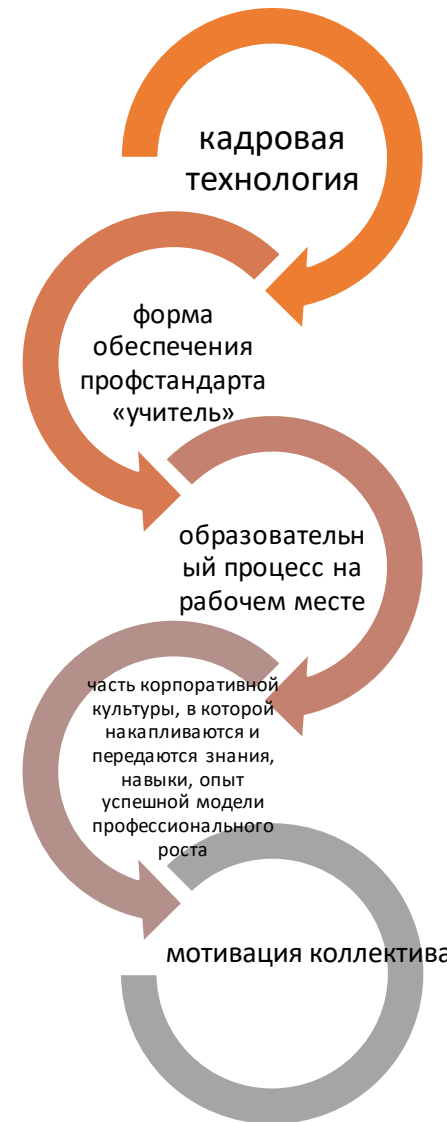 кадровая
технология
форма
обеспечения
профстандарта
«учитель»
образовательн
ый процесс на
рабочем месте
часть корпоративной
культуры, в которой
накапливаются и
передаются знания,
навыки, опыт
успешной модели
профессионального
роста
мотивация коллектива